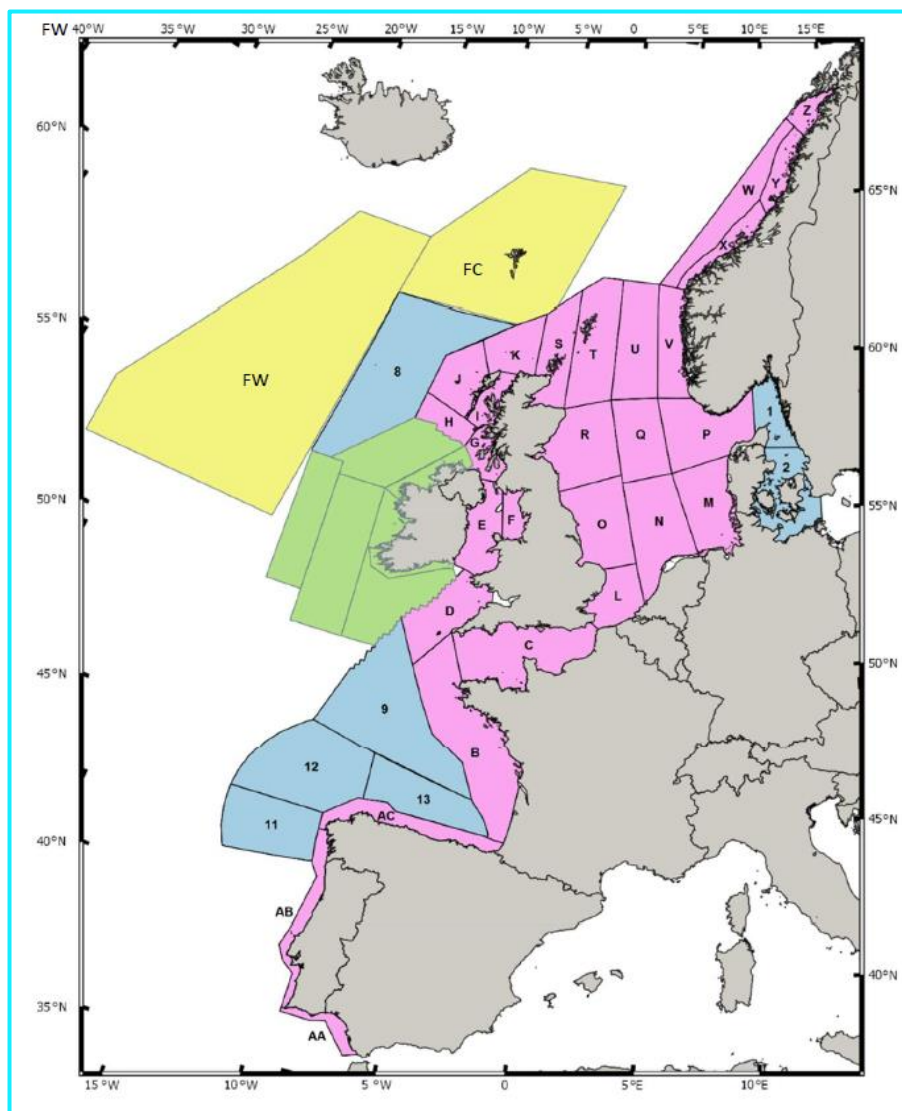 FW
40°W 35°W 30°W 25°W 20°W 15°W 10°W 5°W 0 5°E 10°E 15°E
Z
60°N
W Y 65°N
X
FC
55°N
S
K T U V 60°N
FW 8
J
I
H 1
G R Q P
2
50°N
E F M 55°N
O N
L
D
C
45°N 50°N
9
B
12
13
11 AC 45°N
40°N
AB
40°N
35°N
AA
15°W 10°W 5°W 0 5°E 10°E